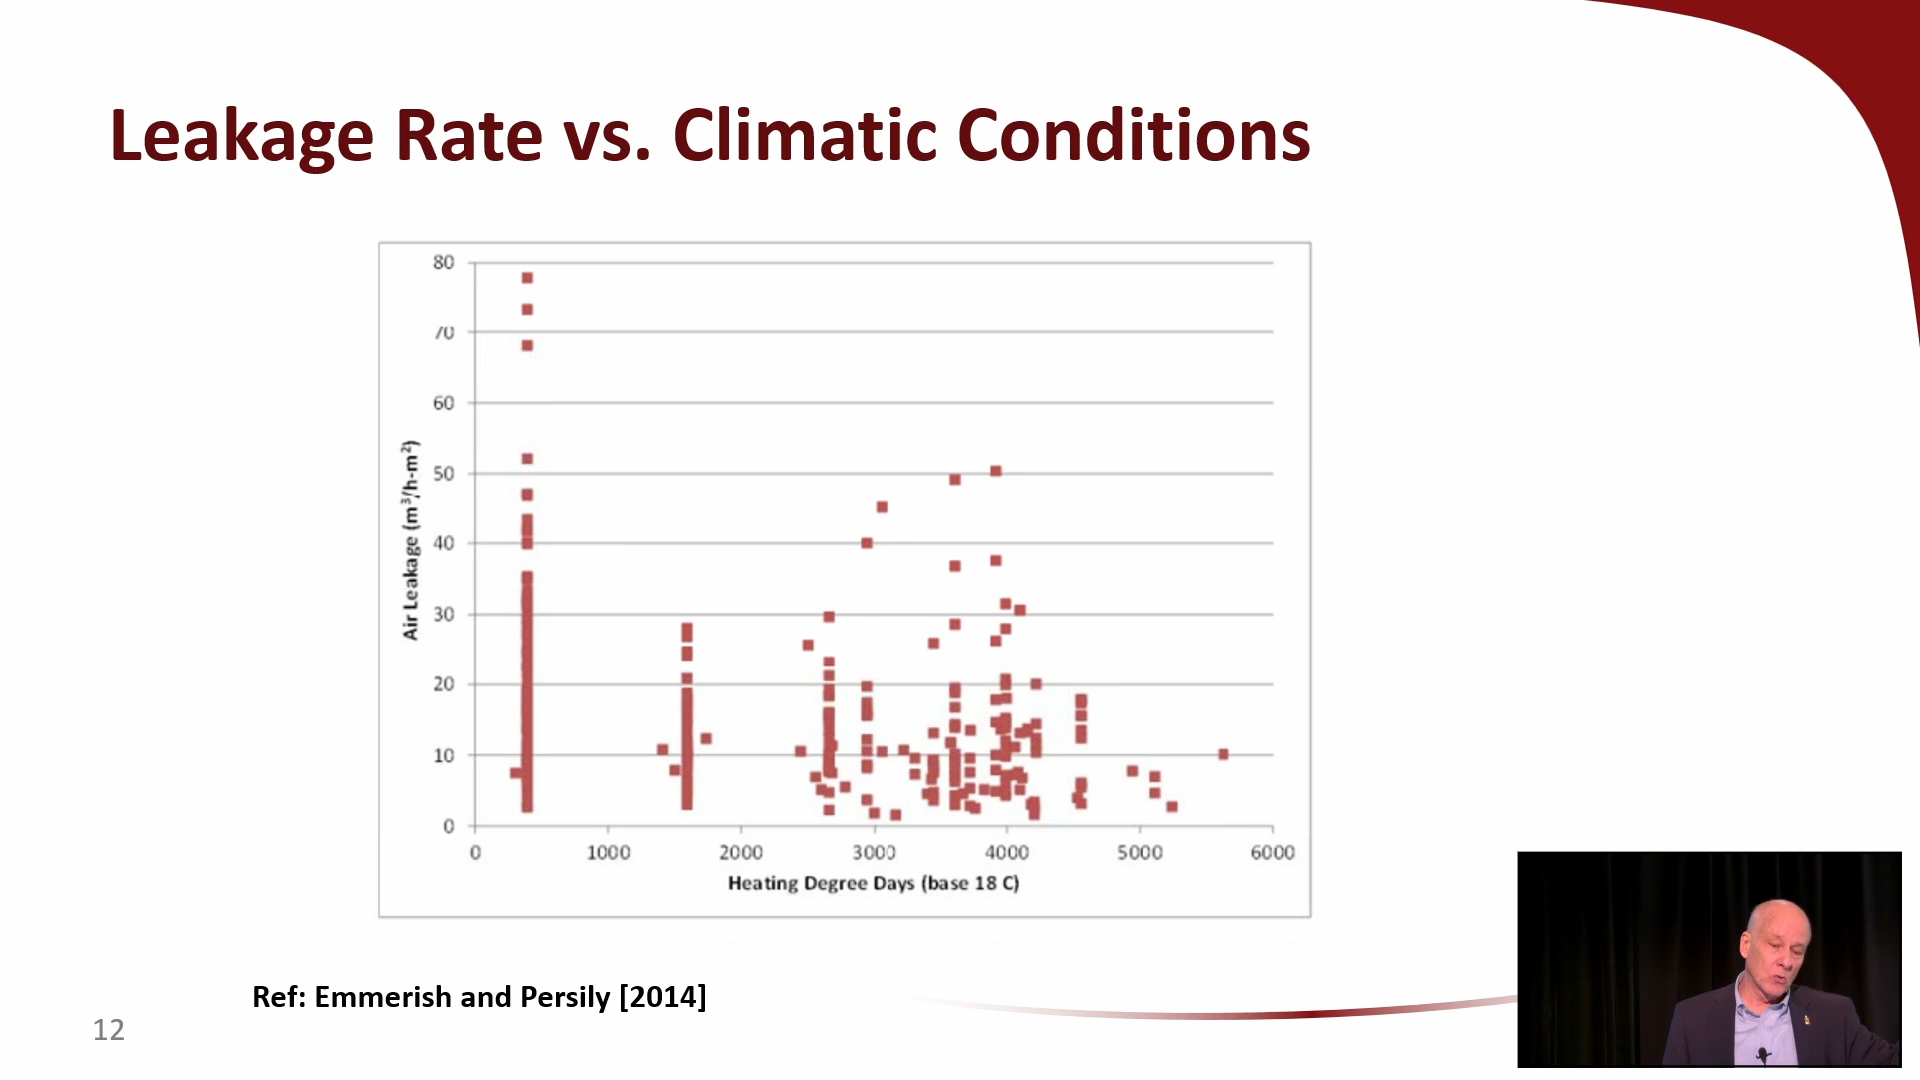 Leakage Rate vs. Climatic Conditions
80
70
60
50
40
30
20
10
0
Air Leakage (m³/h-m²)
0 1000 2000 3000 4000 5000 6000
Heating Degree Days (base 18 C)
Ref: Emmerish and Persily [2014]
12